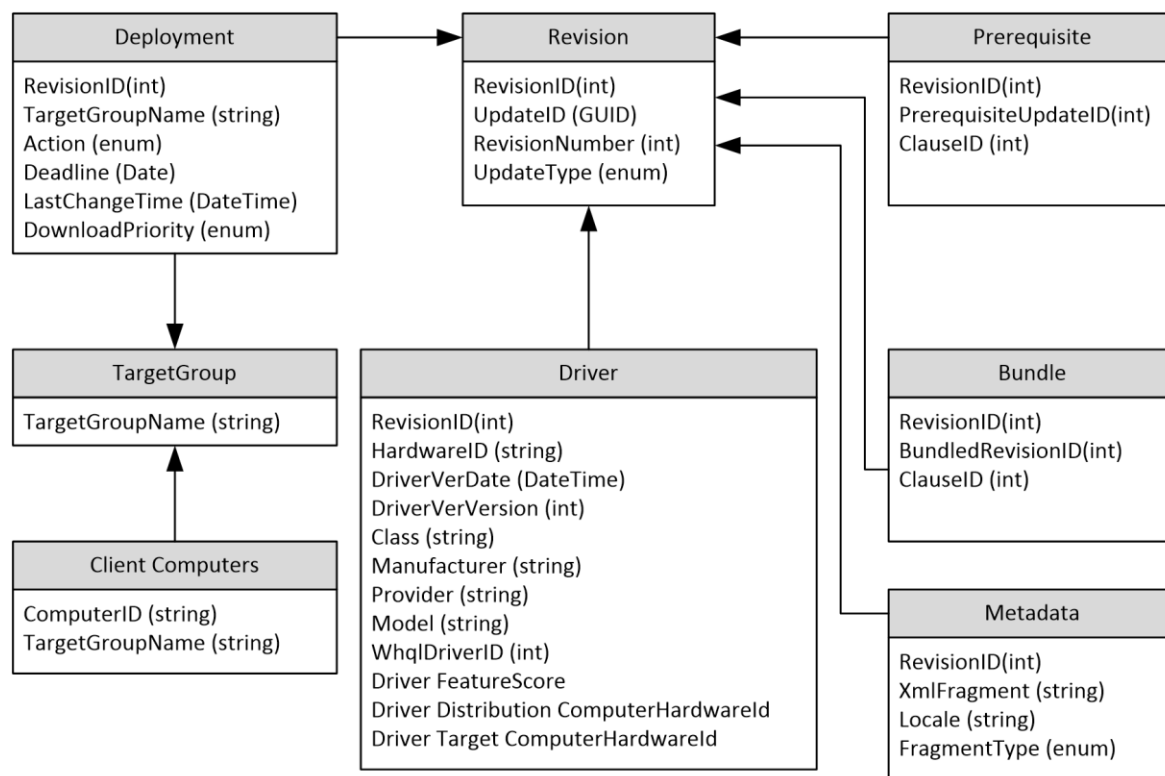 Deployment
RevisionID(int)
TargetGroupName (string)
Action (enum)
Deadline (Date)
LastChangeTime (DateTime)
DownloadPriority (enum)
Revision
RevisionID(int)
UpdateID (GUID)
RevisionNumber (int)
UpdateType (enum)
Prerequisite
RevisionID(int)
PrerequisiteUpdateID(int)
ClauseID (int)
TargetGroup
TargetGroupName (string)
Driver
RevisionID(int)
HardwareID (string)
DriverVerDate (DateTime)
DriverVerVersion (int)
Class (string)
Manufacturer (string)
Provider (string)
Model (string)
WhqlDriverID (int)
Driver FeatureScore
Driver Distribution ComputerHardwareId
Driver Target ComputerHardwareId
Bundle
RevisionID(int)
BundledRevisionID(int)
ClauseID (int)
Client Computers
ComputerID (string)
TargetGroupName (string)
Metadada
RevisionID(int)
XmlFragment (string)
Locale (string)
FragmentType (enum)